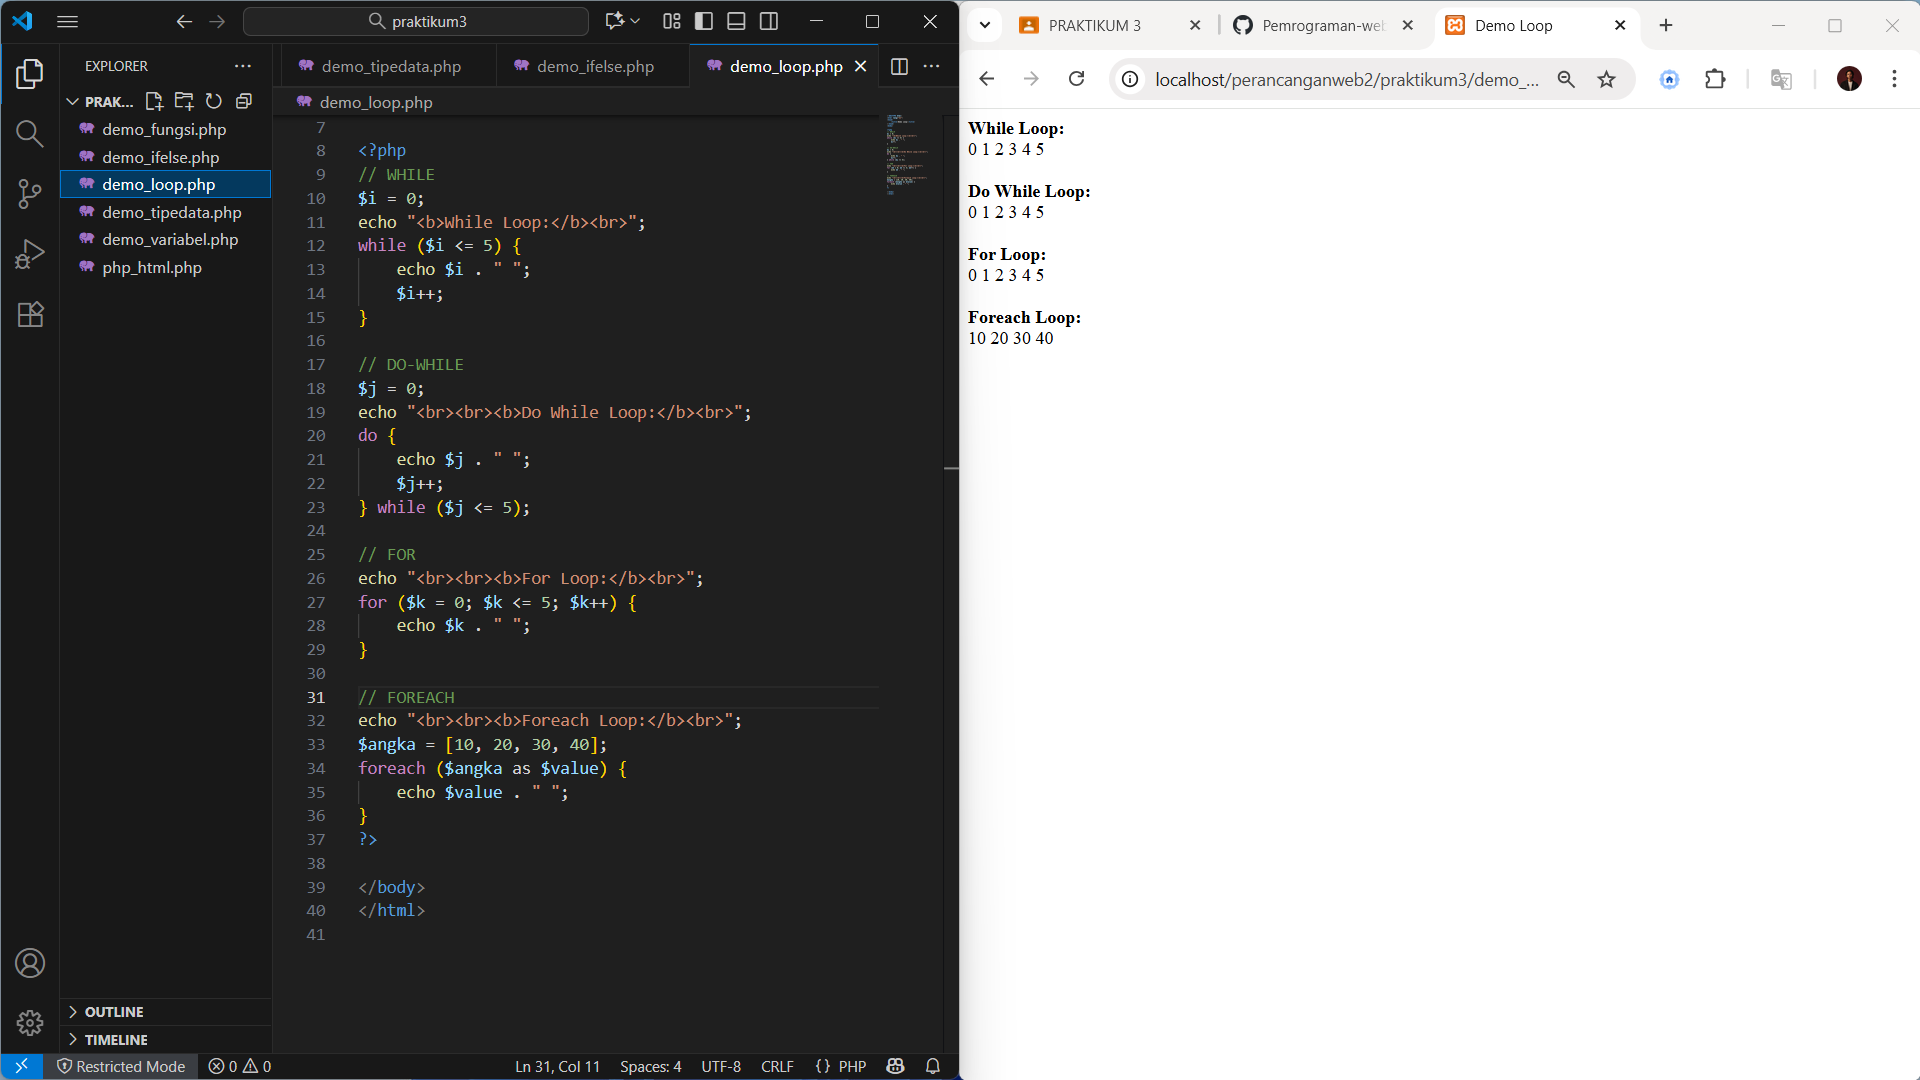 praktikum3
EXPLORER
PRAK...
demo_fungsi.php
demo_ifelse.php
demo_loop.php
demo_tipedata.php
demo_variabel.php
php_html.php
OUTLINE
TIMELINE
demo_tipedata.php
demo_ifelse.php
demo_loop.php
demo_loop.php
7
8 <?php
9 // WHILE
10 $i = 0;
11 echo "<b>While Loop:</b><br>";
12 while ($i <= 5) {
13     echo $i . " ";
14     $i++;
15 }
16
17 // DO-WHILE
18 $j = 0;
19 echo "<br><br><b>Do While Loop:</b><br>";
20 do {
21     echo $j . " ";
22     $j++;
23 } while ($j <= 5);
24
25 // FOR
26 echo "<br><br><b>For Loop:</b><br>";
27 for ($k = 0; $k <= 5; $k++) {
28     echo $k . " ";
29 }
30
31 // FOREACH
32 echo "<br><br><b>Foreach Loop:</b><br>";
33 $angka = [10, 20, 30, 40];
34 foreach ($angka as $value) {
35     echo $value . " ";
36 }
37 ?>
38
39 </body>
40 </html>
41
Restricted Mode 0 0 Ln 31, Col 11 Spaces: 4 UTF-8 CRLF {} PHP
PRAKTIKUM 3
Pemrograman-web
Demo Loop
localhost/perancanganweb2/praktikum3/demo_...
While Loop:
0 1 2 3 4 5
Do While Loop:
0 1 2 3 4 5
For Loop:
0 1 2 3 4 5
Foreach Loop:
10 20 30 40